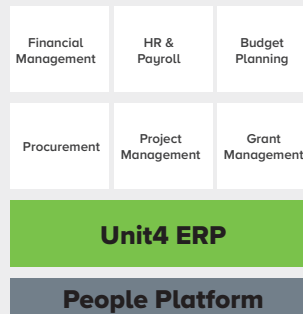 Financial
Management
HR &
Payroll
Budget
Planning
Procurement
Project
Management
Grant
Management
Unit4 ERP
People Platform